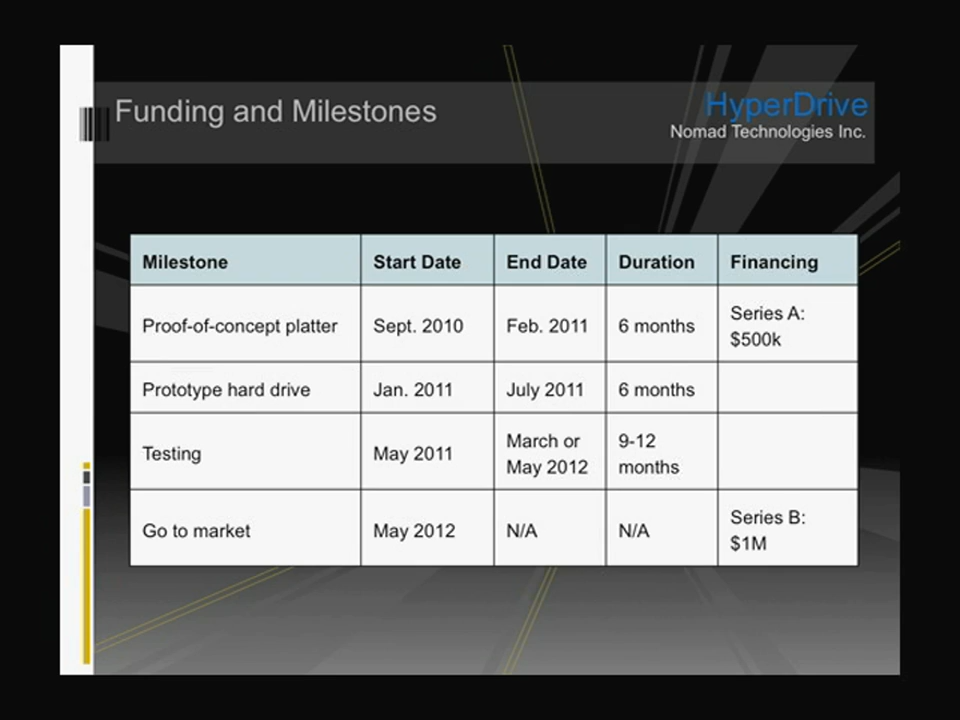 Funding and Milestones
HyperDrive
Nomad Technologies Inc.
Milestone Start Date End Date Duration Financing
Proof-of-concept platter Sept. 2010 Feb. 2011 6 months Series A:
$500k
Prototype hard drive Jan. 2011 July 2011 6 months
Testing May 2011 March or
May 2012 9-12
months
Go to market May 2012 N/A N/A Series B:
$1M